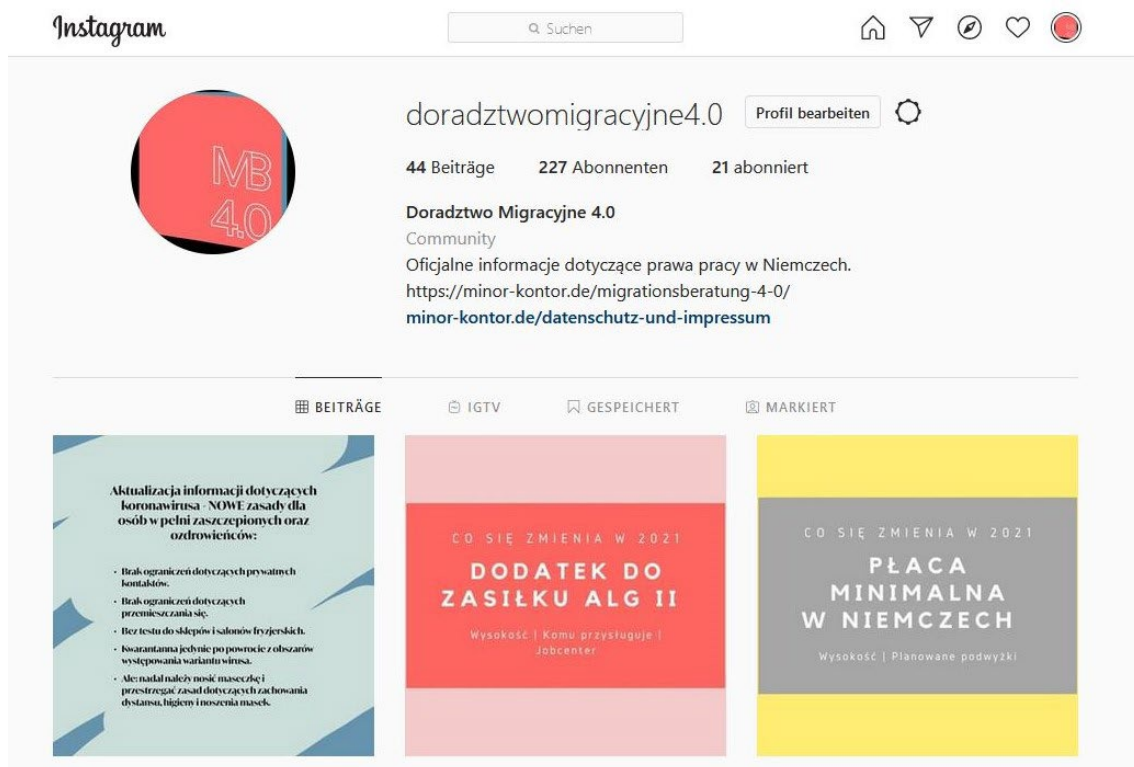 Instagram
Suchen
MB
4.0
doradztwomigracyjne4.0 Profil bearbeiten
44 Beiträge 227 Abonnenten 21 abonniert
Doradztwo Migracyjne 4.0
Community
Oficjalne informacje dotyczące prawa pracy w Niemczech.
https://minor-kontor.de/migrationsberatung-4-0/
minor-kontor.de/datenschutz-und-impressum
BEITRÄGE IGTV GESPEICHERT MARKIERT
Aktualizacja informacji dotyczących
koronawirusa - NOWE zasady dla
osób w pełni zaszczepionych oraz
ozdrowieńców:
• Brak ograniczeń dotyczących prywatnych
kontaktów.
• Brak ograniczeń dotyczących
przemieszczania się.
• Bez testu do sklepów i salonów fryzjerskich.
• Kwarantanna jedynie po powrocie z obszarów
występowania wariantu wirusa.
• Ale: nadal należy nosić maseczkę i
przestrzegać zasad dotyczących zachowania
dystansu, higieny i noszenia masek.
CO SIĘ ZMIENIA W 2021
DODATEK DO
ZASIŁKU ALG II
Wysokość | Komu przysługuje |
Jobcenter
CO SIĘ ZMIENIA W 2021
PŁACA
MINIMALNA
W NIEMCZECH
Wysokość | Planowane podwyżki